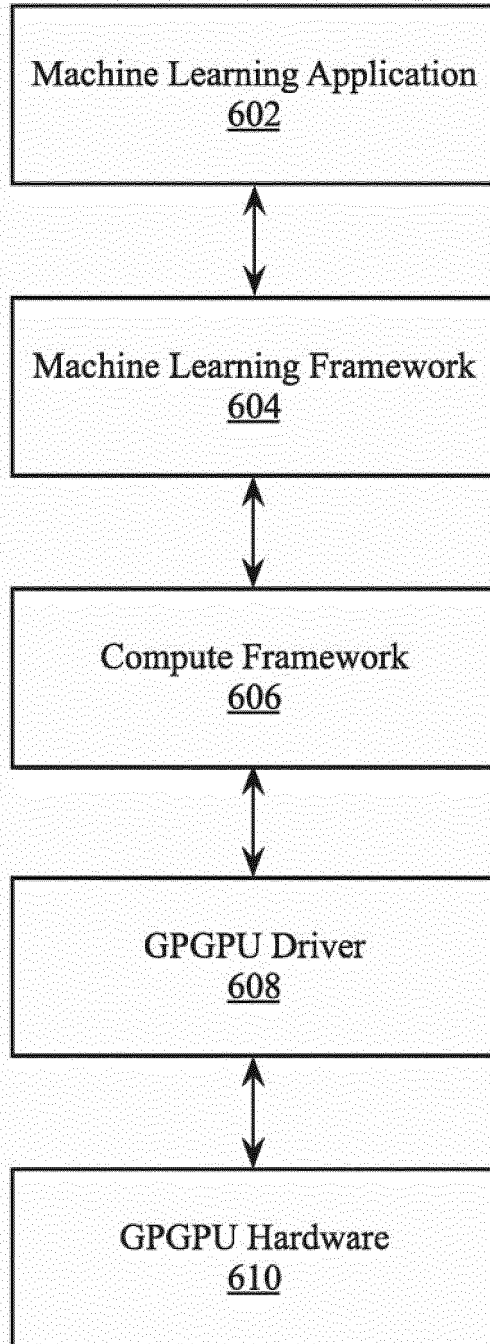 Machine Learning Application
602
Machine Learning Framework
604
Compute Framework
606
GPGPU Driver
608
GPGPU Hardware
610